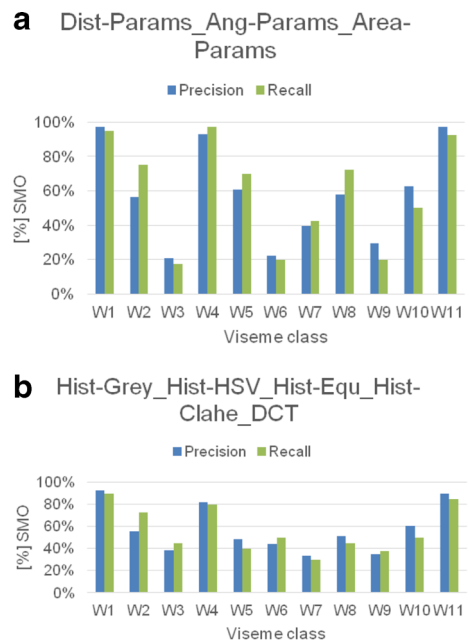 a
Dist-Params_Ang-Params_Area-
Params
Precision Recall
100%
80%
60%
40%
20%
0%
[%] SMO
W1 W2 W3 W4 W5 W6 W7 W8 W9 W10 W11
Viseme class
b
Hist-Grey_Hist-HSV_Hist-Equ_Hist-
Clahe_DCT
Precision Recall
100%
80%
60%
40%
20%
0%
[%] SMO
W1 W2 W3 W4 W5 W6 W7 W8 W9 W10 W11
Viseme class